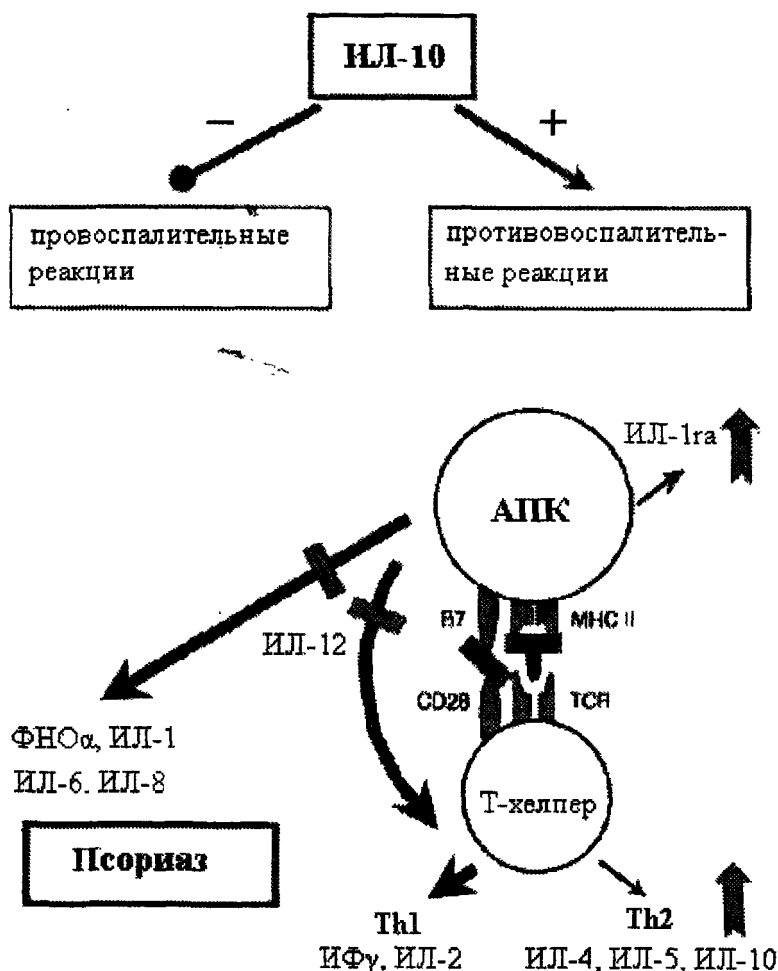 ИЛ-10
− +
провоспалительные
реакции
противовоспалитель-
ные реакции
ИЛ-1ra
АПК
B7 MHC II
ИЛ-12
CD28 TCR
ФНОα, ИЛ-1
ИЛ-6. ИЛ-8
Т-хелпер
Псориаз
Th1 Th2
ИФγ, ИЛ-2 ИЛ-4, ИЛ-5, ИЛ-10